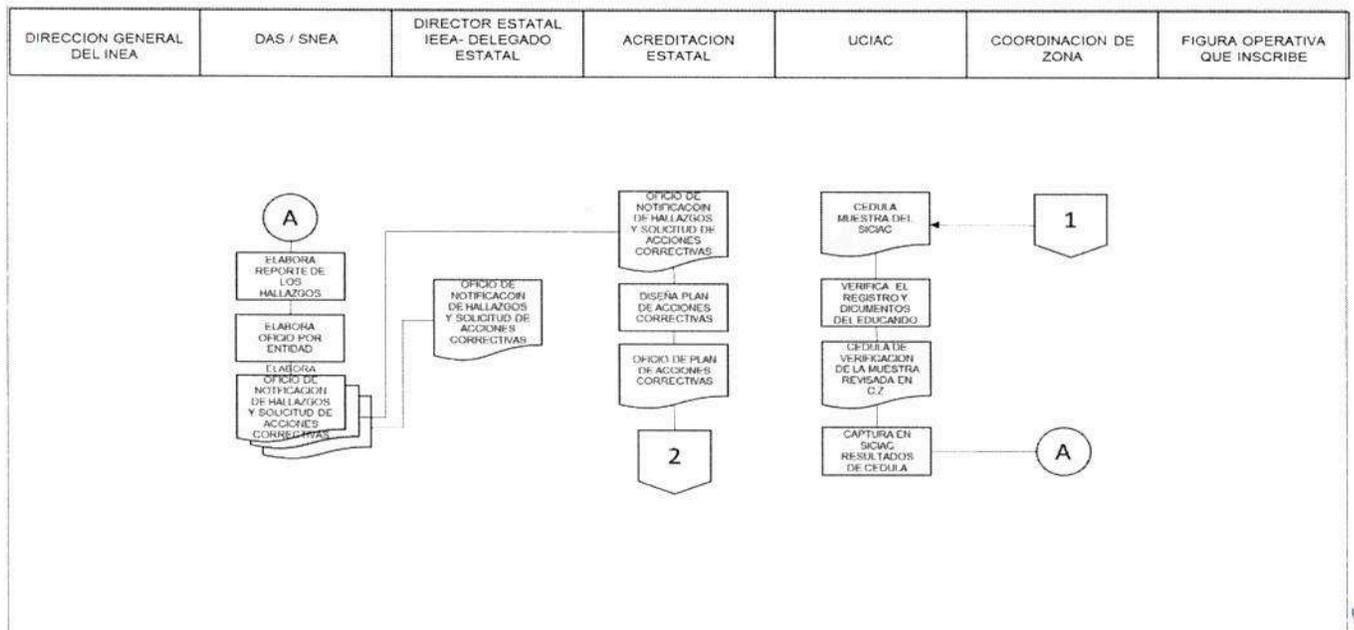 DIRECCION GENERAL
DEL INEA
DAS / SNEA
DIRECTOR ESTATAL
IEEA- DELEGADO
ESTATAL
ACREDITACION
ESTATAL
UCIAC
COORDINACION DE
ZONA
FIGURA OPERATIVA
QUE INSCRIBE
A
ELABORA
REPORTE DE
LOS
HALLAZGOS
ELABORA
OFICIO POR
ENTIDAD
ELABORA
OFICIO DE
NOTIFICACION
DE HALLAZGOS
Y SOLICITUD DE
ACCIONES
CORRECTIVAS
OFICIO DE
NOTIFICACOIN
DE HALLAZGOS
Y SOLICITUD DE
ACCIONES
CORRECTIVAS
OFICIO DE
NOTIFICACOIN
DE HALLAZGOS
Y SOLICITUD DE
ACCIONES
CORRECTIVAS
DISEÑA PLAN
DE ACCIONES
CORRECTIVAS
OFICIO DE PLAN
DE ACCIONES
CORRECTIVAS
2
CEDULA
MUESTRA DEL
SICIAC
VERIFICA EL
REGISTRO Y
DICUMENTOS
DEL EDUCANDO
CEDULA DE
VERIFICACION
DE LA MUESTRA
REVISADA EN
C.Z
CAPTURA EN
SICIAC
RESULTADOS
DE CEDULA
1
A